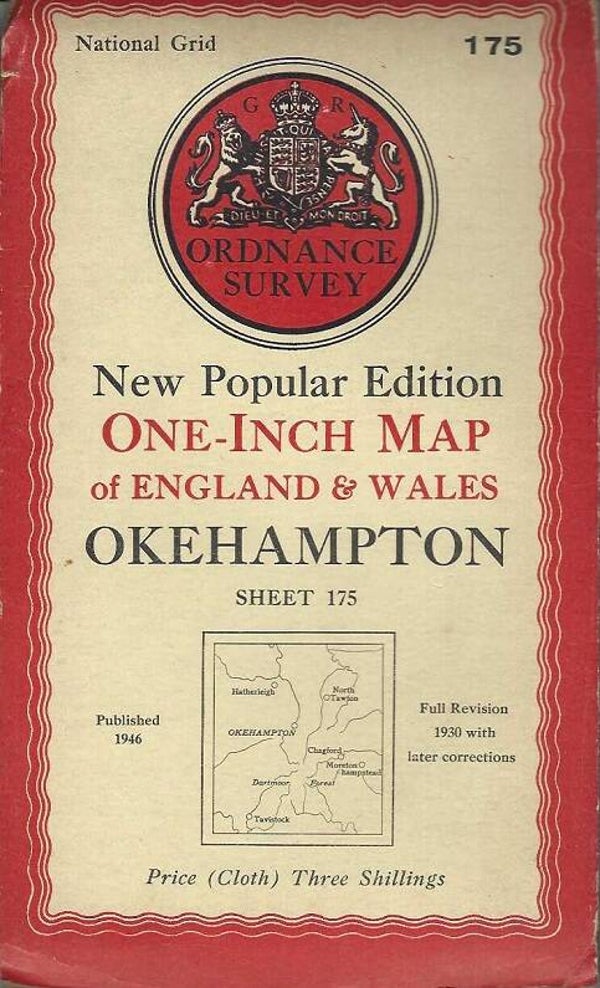 National Grid
175
G R
T·QUI
DIEU·ET MON·DROIT
ORDNANCE
SURVEY
New Popular Edition
ONE-INCH MAP
of ENGLAND & WALES
OKEHAMPTON
SHEET 175
Hatherleigh
North
Tawton
OKEHAMPTON
Chagford
Moreton
hampstead
Dartmoor Forest
Tavistock
Published
1946
Full Revision
1930 with
later corrections
Price (Cloth) Three Shillings